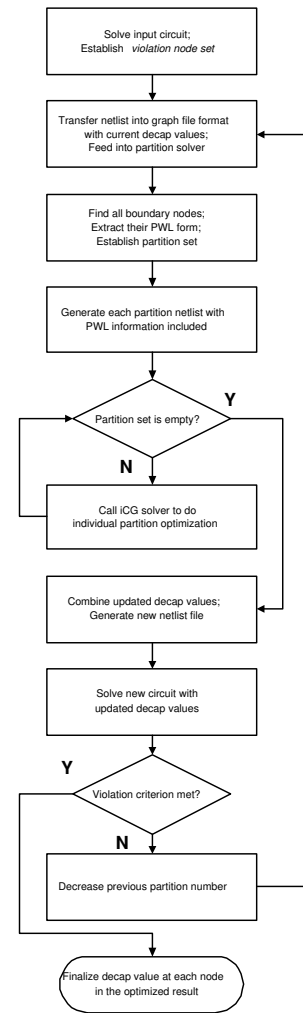 Solve input circuit;
Establish violation node set
Transfer netlist into graph file format
with current decap values;
Feed into partition solver
Find all boundary nodes;
Extract their PWL form;
Establish partition set
Generate each partition netlist with
PWL information included
Partition set is empty?
Y
N
Call iCG solver to do
individual partition optimization
Combine updated decap values;
Generate new netlist file
Solve new circuit with
updated decap values
Y
Violation criterion met?
N
Decrease previous partition number
Finalize decap value at each node
in the optimized result